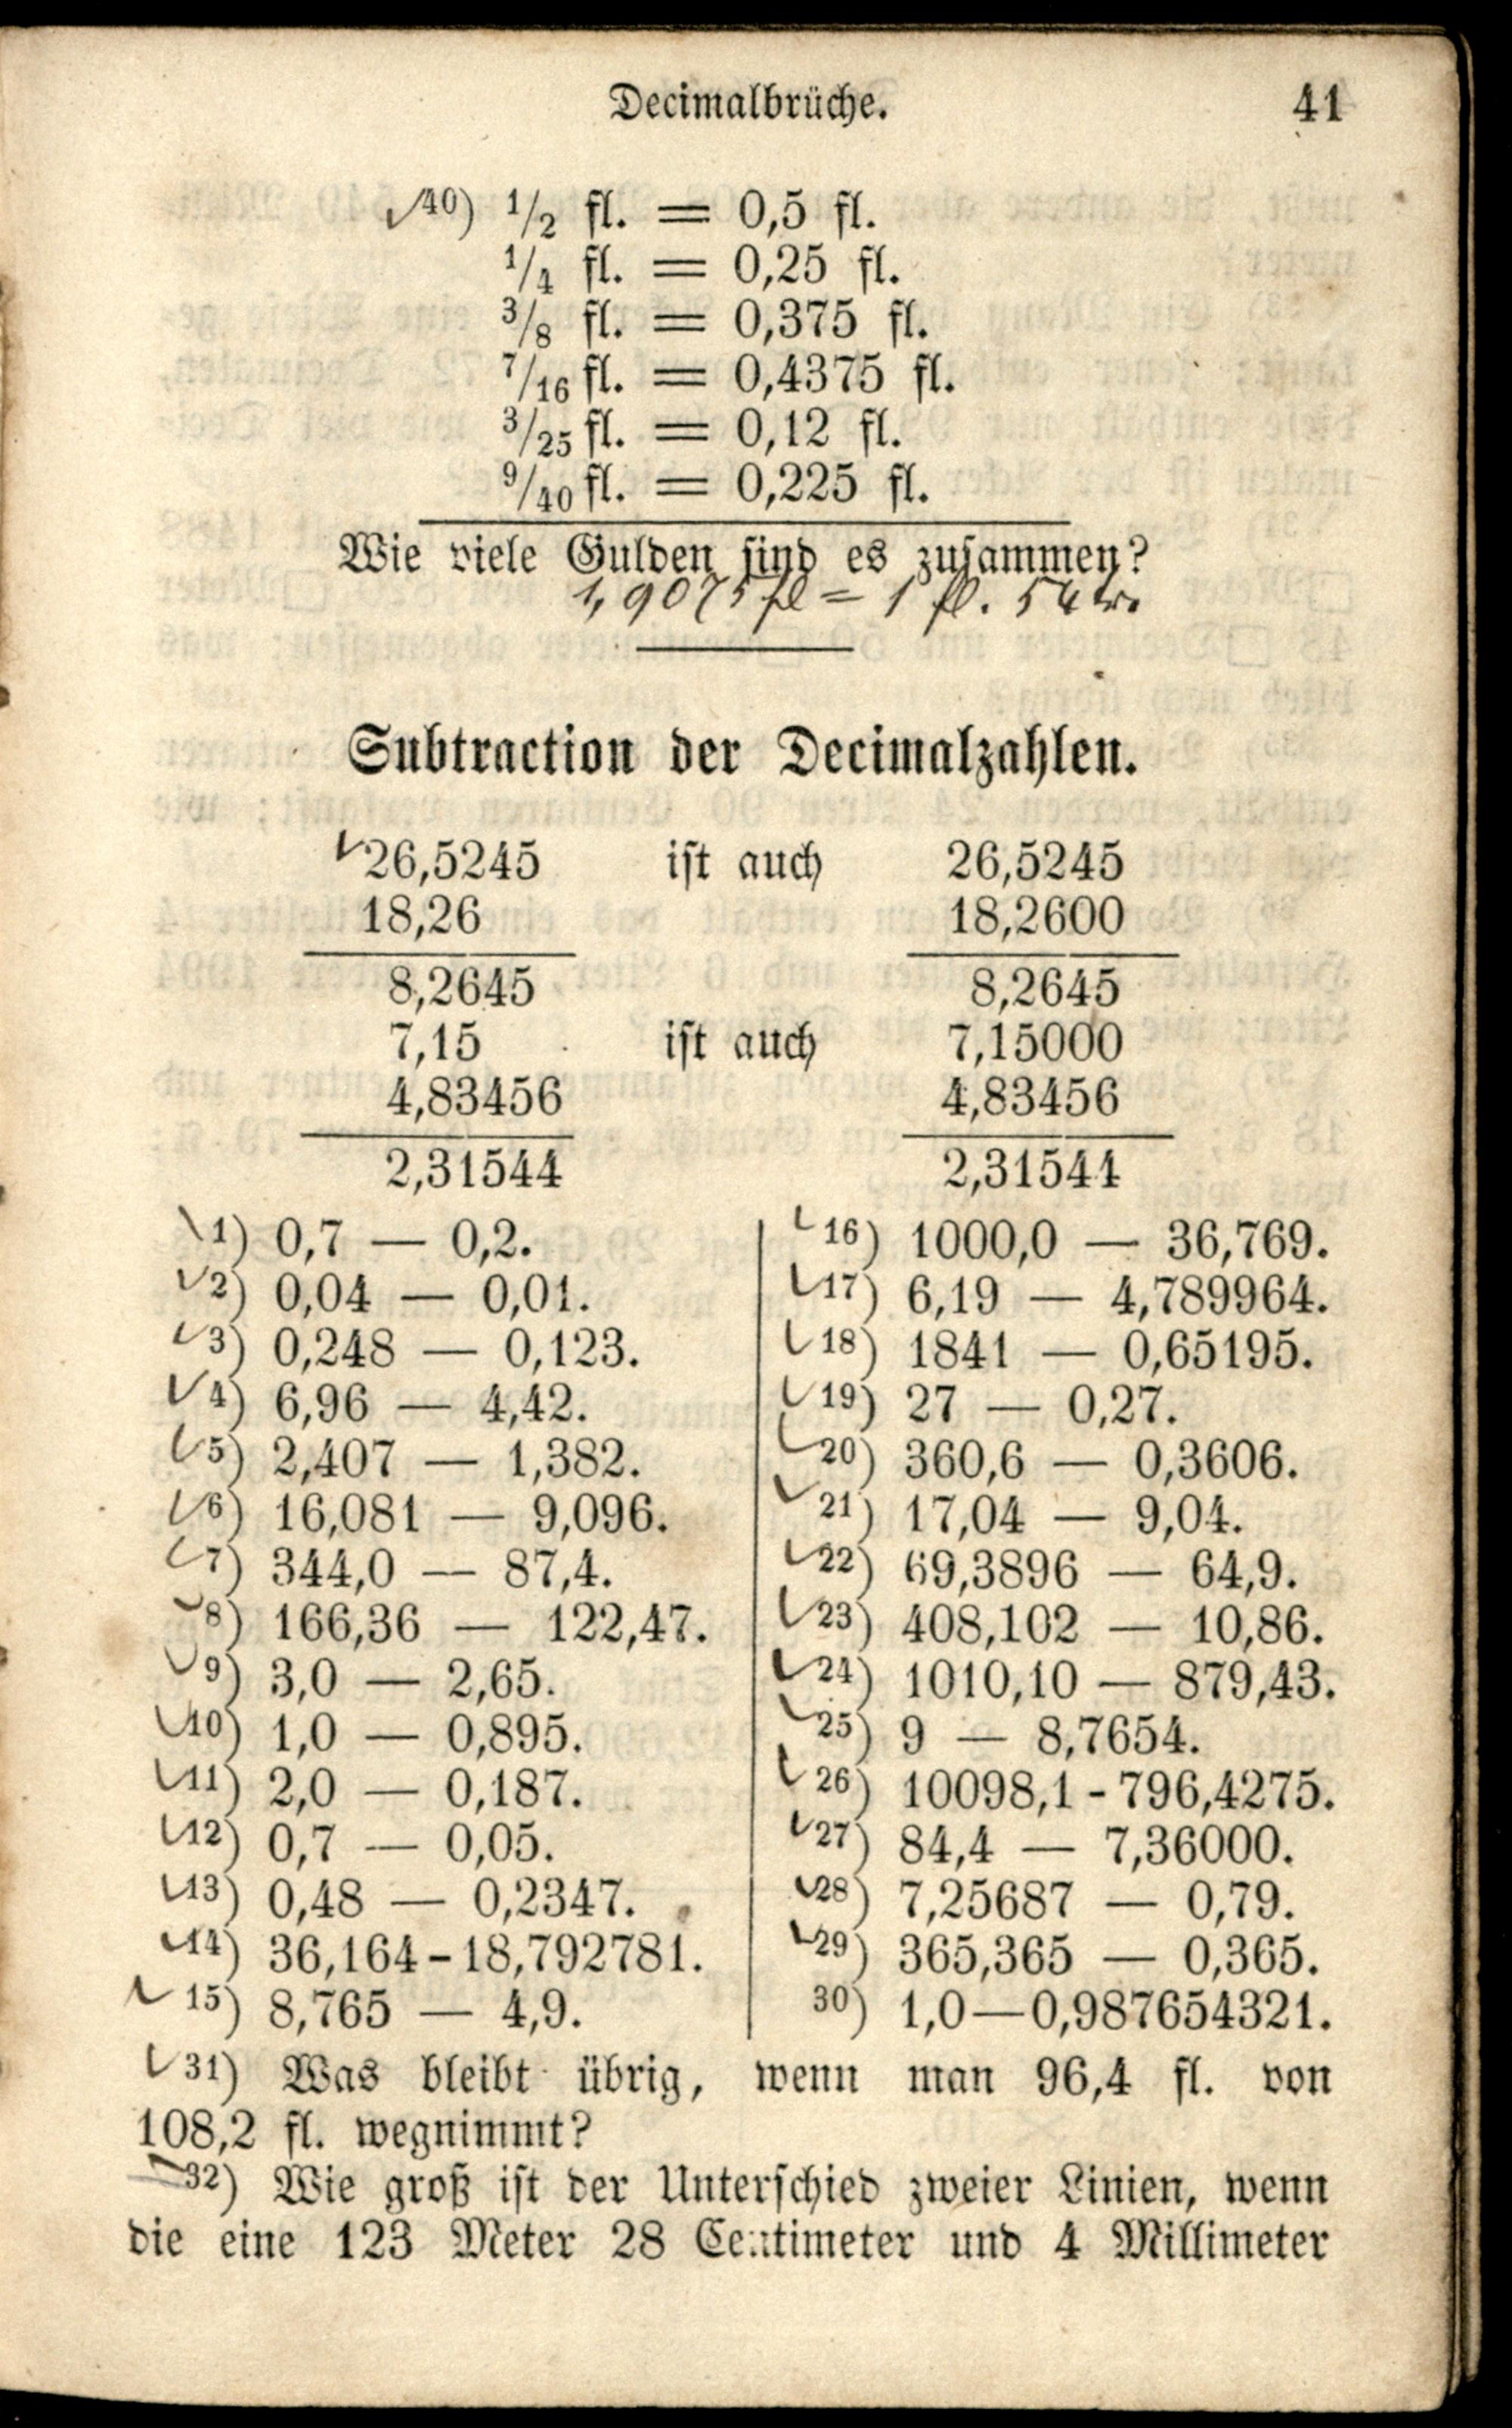 Decimalbrüche. 41
40) 1/2 fl. = 0,5 fl.
1/4 fl. = 0,25 fl.
3/8 fl. = 0,375 fl.
7/16 fl. = 0,4375 fl.
3/25 fl. = 0,12 fl.
9/40 fl. = 0,225 fl.
Wie viele Gulden sind es zusammen?
1,9075 fl = 1 fl. 54 kr.
Subtraction der Decimalzahlen.
26,5245 ist auch 26,5245
18,26 18,2600
8,2645 8,2645
7,15 ist auch 7,15000
4,83456 4,83456
2,31544 2,31544
1) 0,7 — 0,2.
2) 0,04 — 0,01.
3) 0,248 — 0,123.
4) 6,96 — 4,42.
5) 2,407 — 1,382.
6) 16,081 — 9,096.
7) 344,0 — 87,4.
8) 166,36 — 122,47.
9) 3,0 — 2,65.
10) 1,0 — 0,895.
11) 2,0 — 0,187.
12) 0,7 — 0,05.
13) 0,48 — 0,2347.
14) 36,164-18,792781.
15) 8,765 — 4,9.
16) 1000,0 — 36,769.
17) 6,19 — 4,789964.
18) 1841 — 0,65195.
19) 27 — 0,27.
20) 360,6 — 0,3606.
21) 17,04 — 9,04.
22) 69,3896 — 64,9.
23) 408,102 — 10,86.
24) 1010,10 — 879,43.
25) 9 — 8,7654.
26) 10098,1 - 796,4275.
27) 84,4 — 7,36000.
28) 7,25687 — 0,79.
29) 365,365 — 0,365.
30) 1,0—0,987654321.
31) Was bleibt übrig, wenn man 96,4 fl. von
108,2 fl. wegnimmt?
32) Wie groß ist der Unterschied zweier Linien, wenn
die eine 123 Meter 28 Centimeter und 4 Millimeter